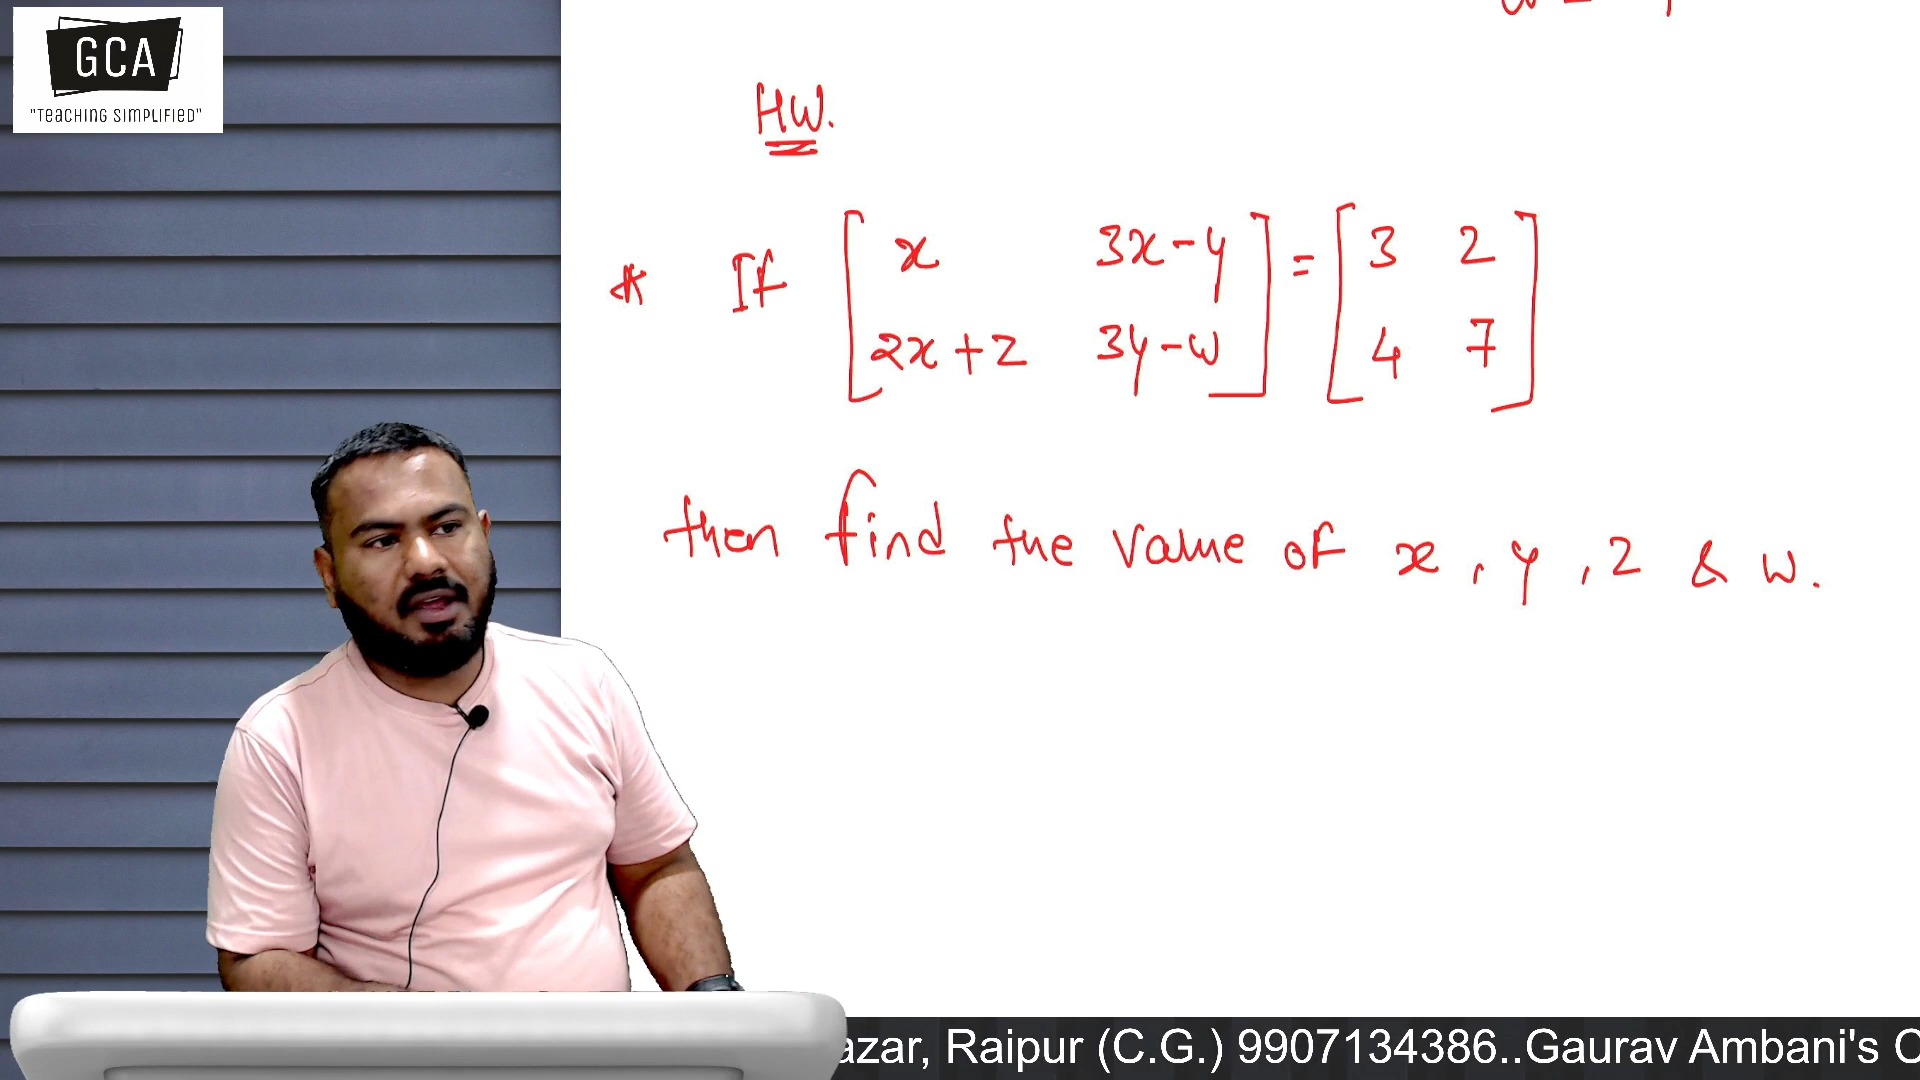 GCA
"TEACHING SIMPLIFIED"
HW.
* If [x 3x-y] = [3 2]
[2x+z 3y-w] [4 7]
then find the value of x, y, z & w.
Raipur (C.G.) 9907134386..Gaurav Ambani's